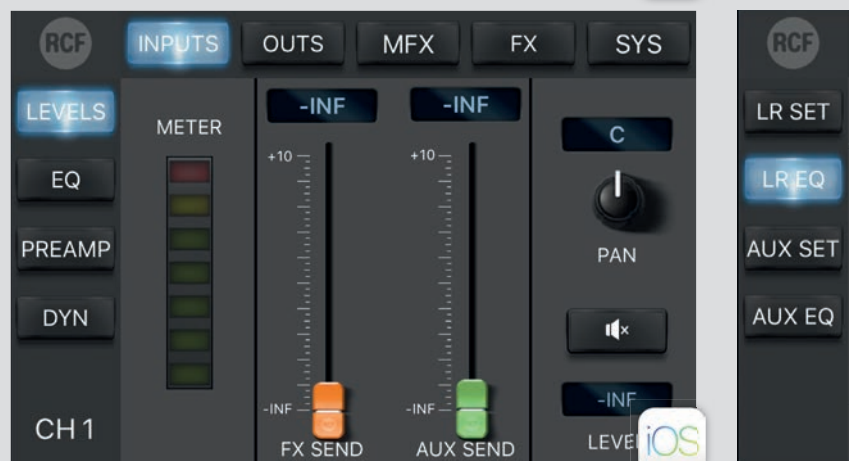 RCF INPUTS OUTS MFX FX SYS
LEVELS
EQ
PREAMP
DYN
CH 1
METER
-INF
+10
-INF
FX SEND
-INF
+10
-INF
AUX SEND
C
PAN
-INF
iOS
RCF
LR SET
LR EQ
AUX SET
AUX EQ